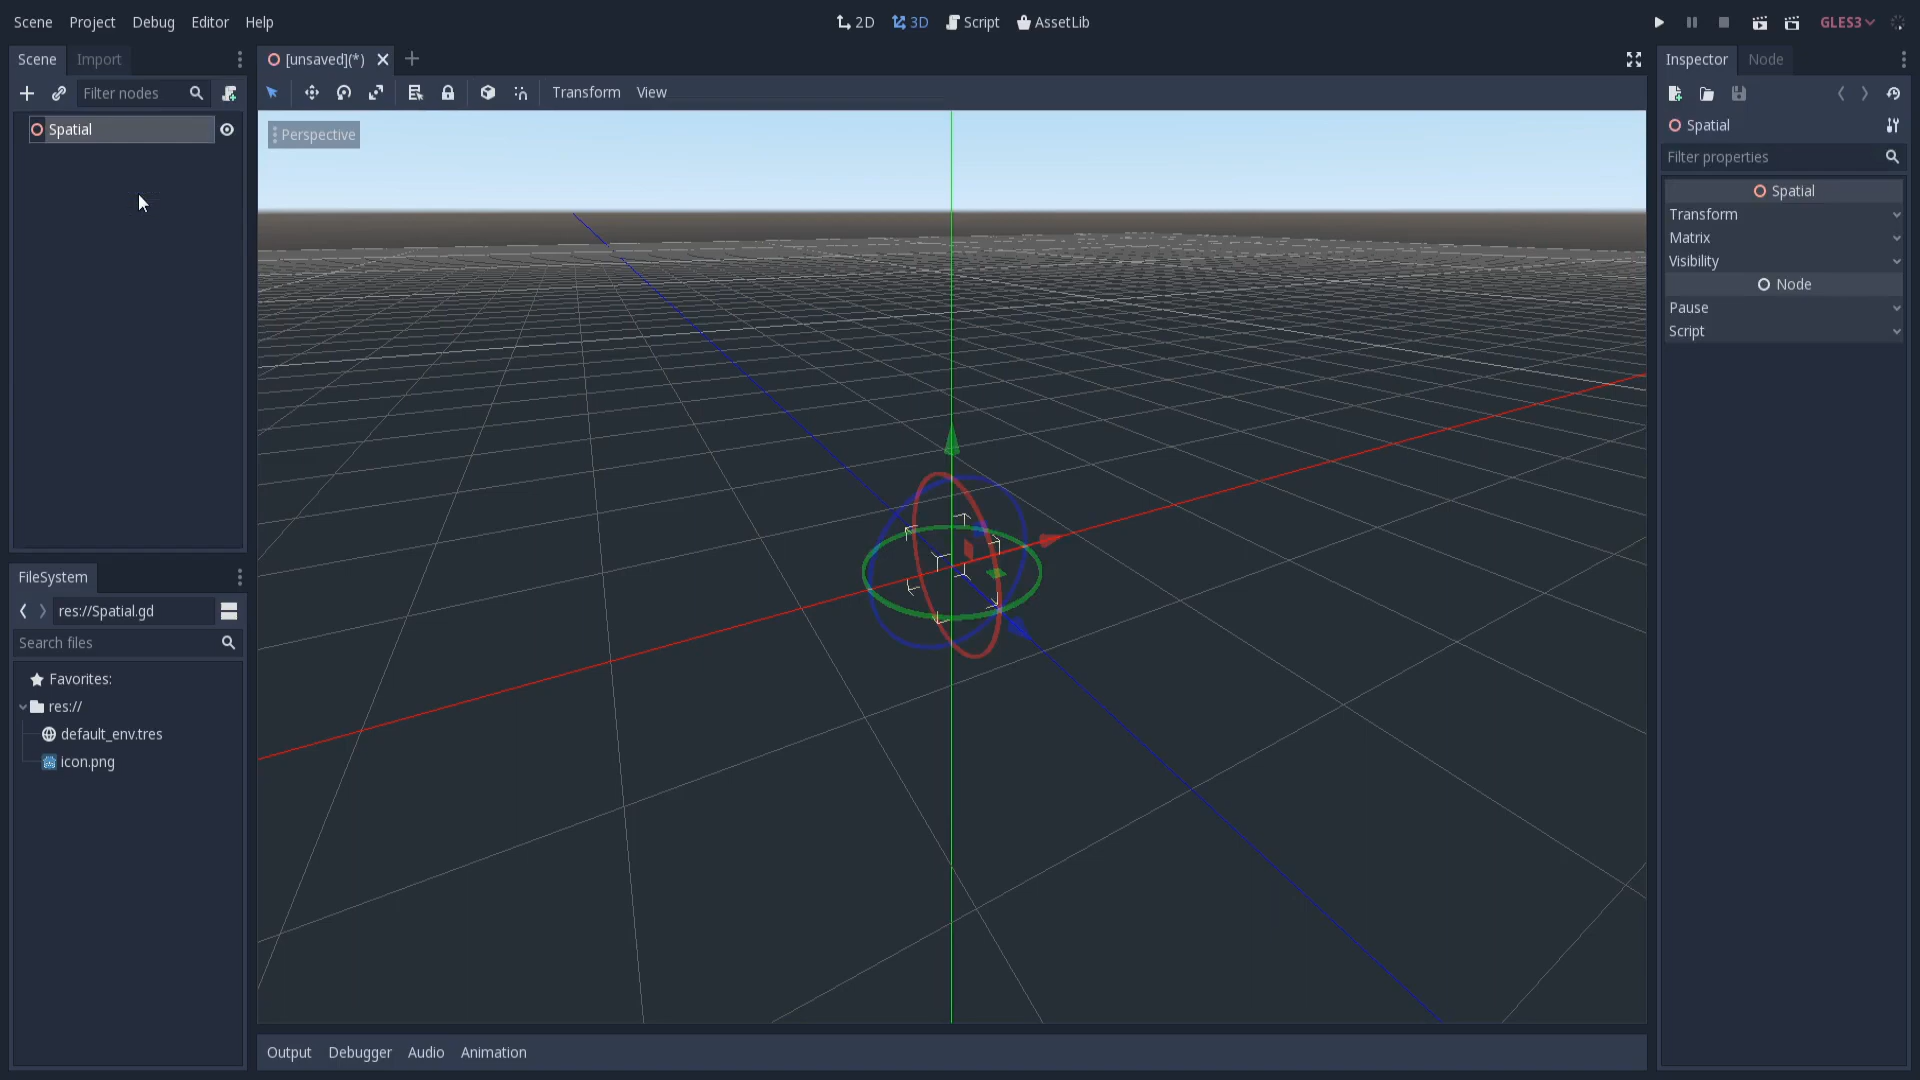 Scene Project Debug Editor Help
2D 3D Script AssetLib
GLES3
Scene Import
[unsaved](*)
Inspector Node
Filter nodes
Transform View
Spatial
Perspective
Spatial
Filter properties
Spatial
Transform
Matrix
Visibility
Node
Pause
Script
FileSystem
res://Spatial.gd
Search files
Favorites:
res://
default_env.tres
icon.png
Output Debugger Audio Animation